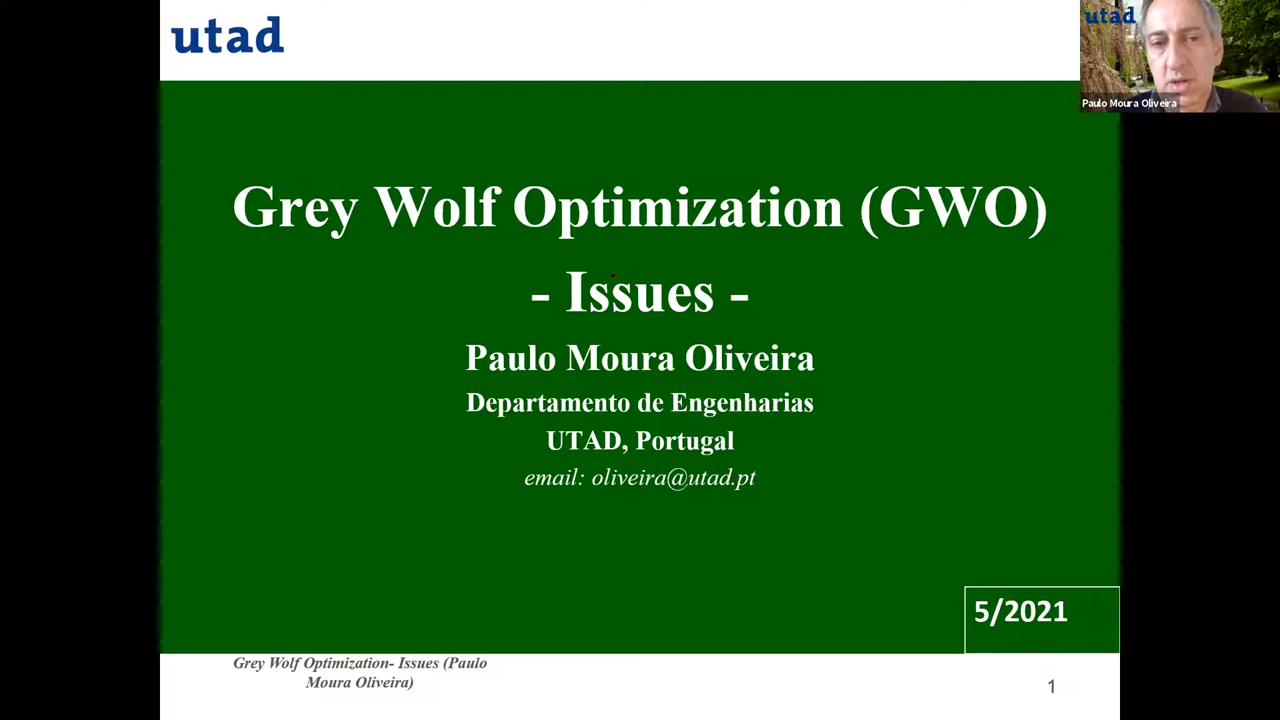 utad
utad
Paulo Moura Oliveira
Grey Wolf Optimization (GWO)
- Issues -
Paulo Moura Oliveira
Departamento de Engenharias
UTAD, Portugal
email: oliveira@utad.pt
5/2021
Grey Wolf Optimization- Issues (Paulo
Moura Oliveira)
1